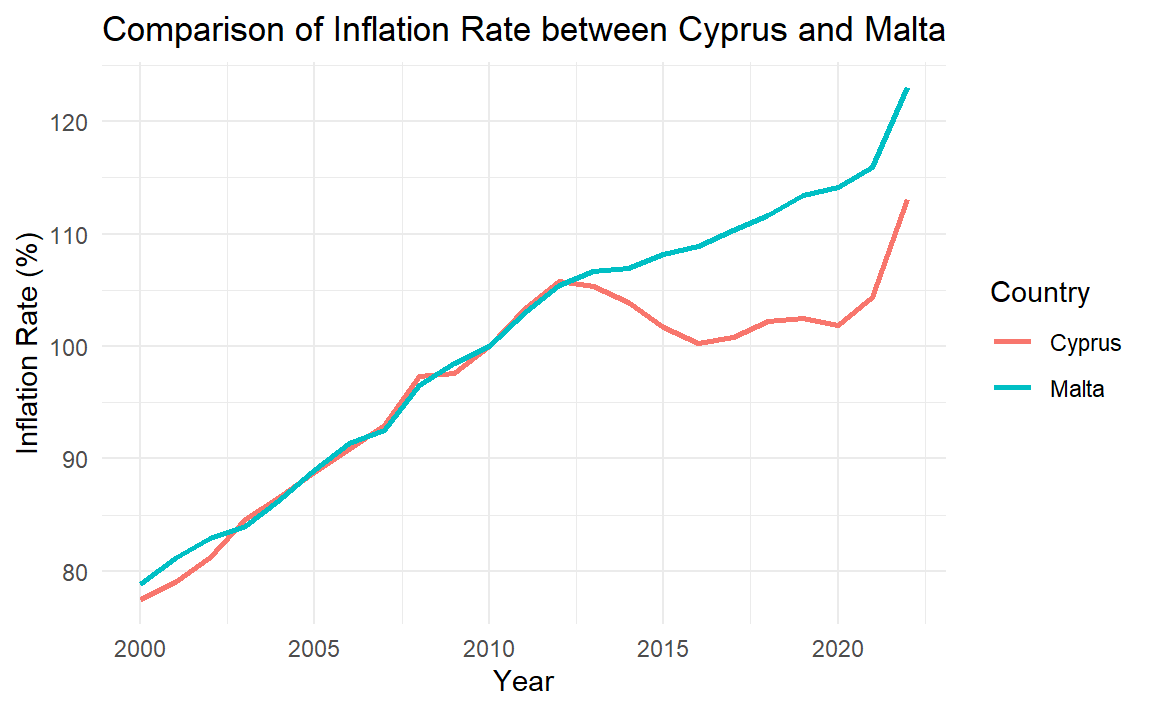 Comparison of Inflation Rate between Cyprus and Malta
120
110
100
90
80
Inflation Rate (%)
2000 2005 2010 2015 2020
Year
Country
Cyprus
Malta